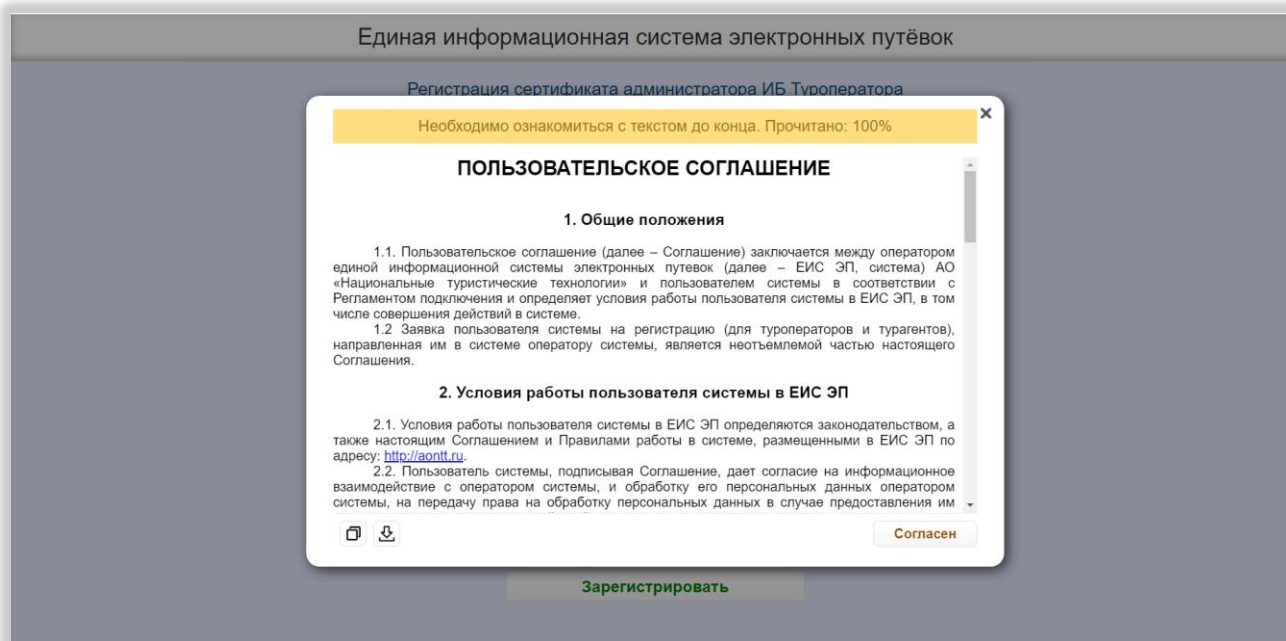 Единая информационная система электронных путёвок
Регистрация сертификата администратора ИБ Туроператора
Необходимо ознакомиться с текстом до конца. Прочитано: 100%
ПОЛЬЗОВАТЕЛЬСКОЕ СОГЛАШЕНИЕ
1. Общие положения
1.1. Пользовательское соглашение (далее – Соглашение) заключается между оператором
единой информационной системы электронных путевок (далее – ЕИС ЭП, система) АО
«Национальные туристические технологии» и пользователем системы в соответствии с
Регламентом подключения и определяет условия работы пользователя системы в ЕИС ЭП, в том
числе совершения действий в системе.
1.2 Заявка пользователя системы на регистрацию (для туроператоров и турагентов),
направленная им в системе оператору системы, является неотъемлемой частью настоящего
Соглашения.
2. Условия работы пользователя системы в ЕИС ЭП
2.1. Условия работы пользователя системы в ЕИС ЭП определяются законодательством, а
также настоящим Соглашением и Правилами работы в системе, размещенными в ЕИС ЭП по
адресу: http://aontt.ru.
2.2. Пользователь системы, подписывая Соглашение, дает согласие на информационное
взаимодействие с оператором системы, и обработку его персональных данных оператором
системы, на передачу права на обработку персональных данных в случае предоставления им
Согласен
Зарегистрировать